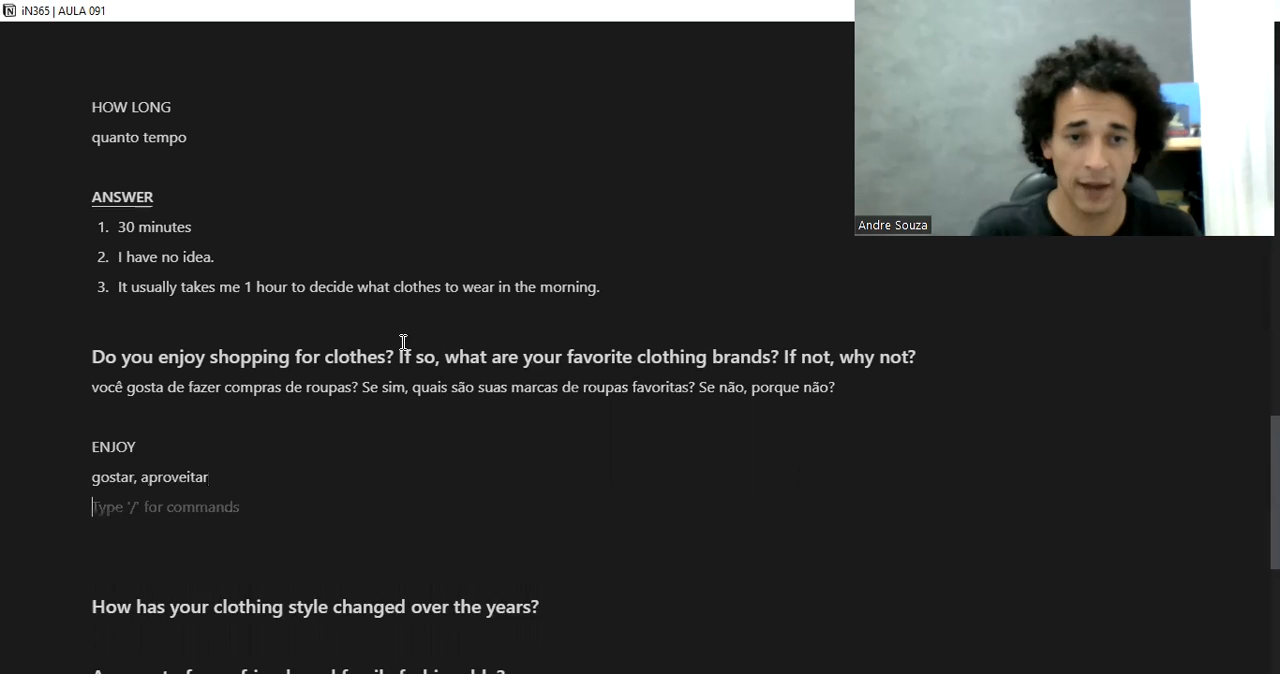 iN365 | AULA 091
HOW LONG
quanto tempo
Andre Souza
ANSWER
1. 30 minutes
2. I have no idea.
3. It usually takes me 1 hour to decide what clothes to wear in the morning.
Do you enjoy shopping for clothes? If so, what are your favorite clothing brands? If not, why not?
você gosta de fazer compras de roupas? Se sim, quais são suas marcas de roupas favoritas? Se não, porque não?
ENJOY
gostar, aproveitar
Type '/' for commands
How has your clothing style changed over the years?